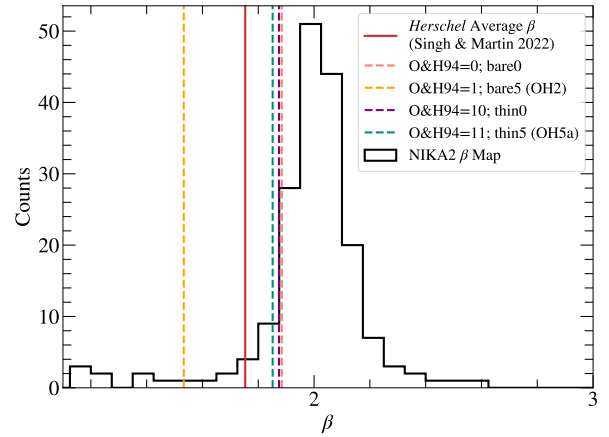 50
40
30
20
10
0
Counts
2
3
β
Herschel Average β
(Singh & Martin 2022)
O&H94=0; bare0
O&H94=1; bare5 (OH2)
O&H94=10; thin0
O&H94=11; thin5 (OH5a)
NIKA2 β Map